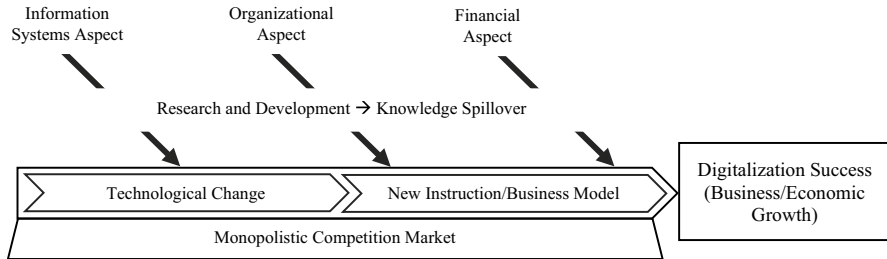 Information
Systems Aspect
Organizational
Aspect
Financial
Aspect
Research and Development → Knowledge Spillover
Technological Change
New Instruction/Business Model
Digitalization Success
(Business/Economic
Growth)
Monopolistic Competition Market